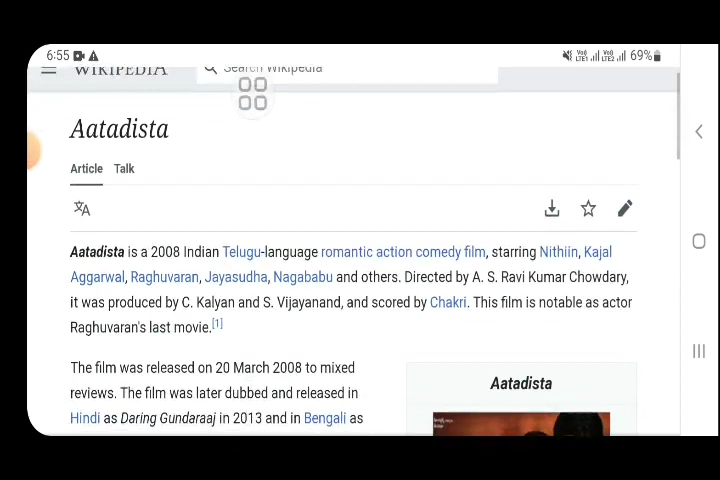 6:55 Vo) LTE1 Vo) LTE2 69%
WIKIPEDIA Search Wikipedia
Aatadista
Article Talk
Aatadista is a 2008 Indian Telugu-language romantic action comedy film, starring Nithiin, Kajal
Aggarwal, Raghuvaran, Jayasudha, Nagababu and others. Directed by A. S. Ravi Kumar Chowdary,
it was produced by C. Kalyan and S. Vijayanand, and scored by Chakri. This film is notable as actor
Raghuvaran's last movie.[1]
The film was released on 20 March 2008 to mixed
reviews. The film was later dubbed and released in
Hindi as Daring Gundaraaj in 2013 and in Bengali as
Aatadista